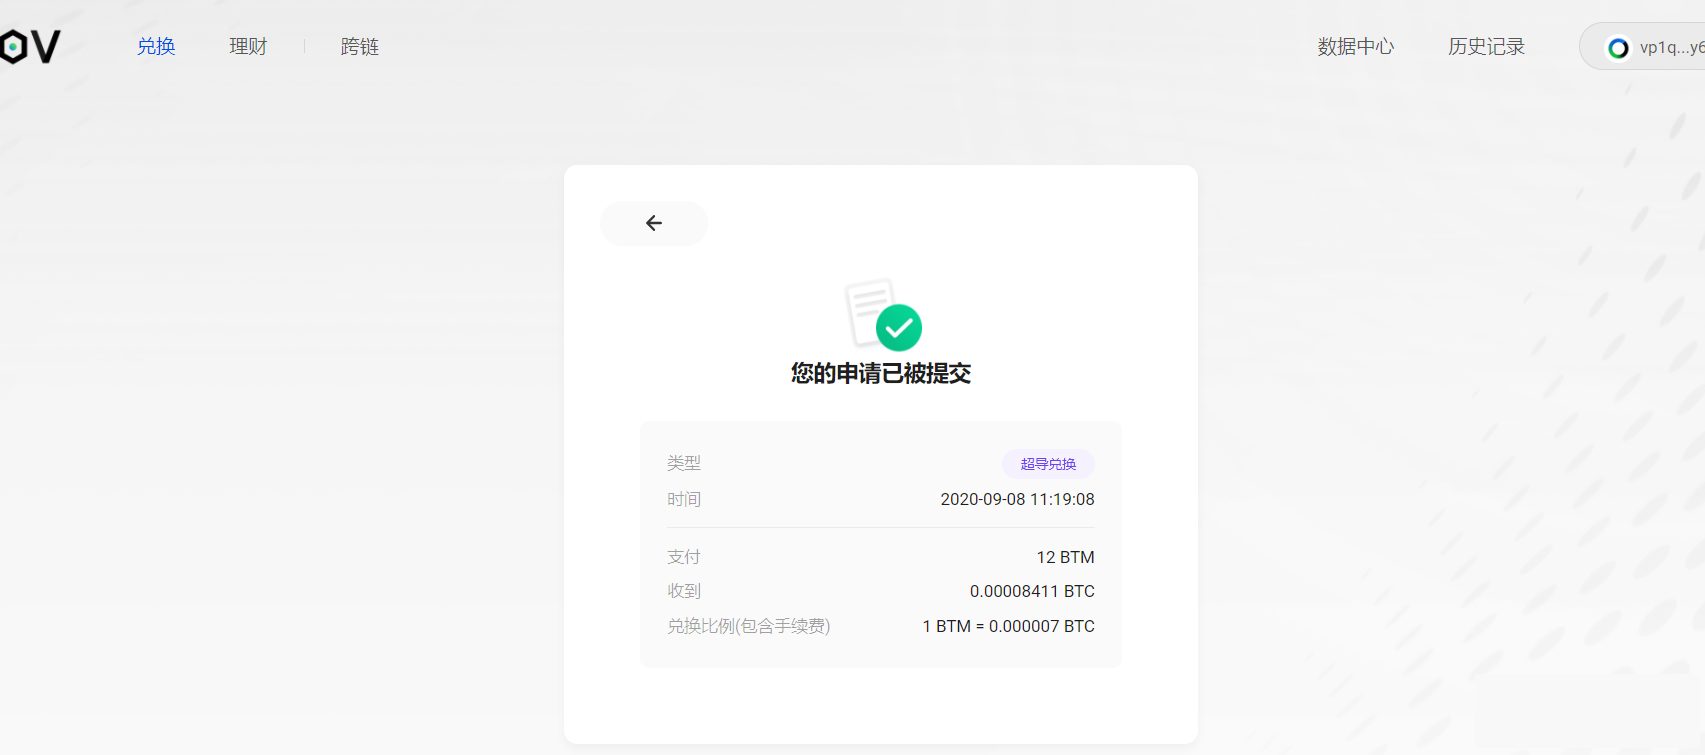 OV
兑换 理财 跨链 数据中心 历史记录 vp1q...y6
您的申请已被提交
类型 超导兑换
时间 2020-09-08 11:19:08
支付 12 BTM
收到 0.00008411 BTC
兑换比例(包含手续费) 1 BTM = 0.000007 BTC